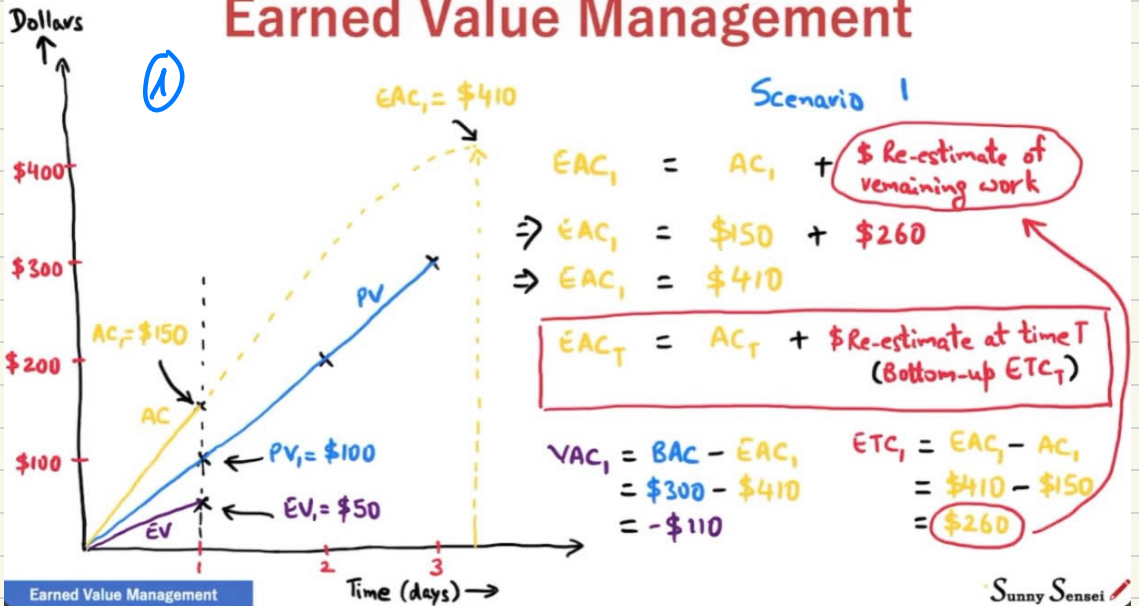 Earned Value Management
Dollars
1
$400
$300
$200
$100
EAC₁ = $410
AC₁ = $150
AC
PV
PV₁ = $100
EV₁ = $50
EV
1
2
3
Time (days) →
Scenario 1
EAC₁ = AC₁ + $ Re-estimate of
remaining work
⇒ EAC₁ = $150 + $260
⇒ EAC₁ = $410
EAC_T = AC_T + $ Re-estimate at time T
(Bottom-up ETC_T)
VAC₁ = BAC - EAC₁
= $300 - $410
= -$110
ETC₁ = EAC₁ - AC₁
= $410 - $150
= $260
Earned Value Management
Sunny Sensei